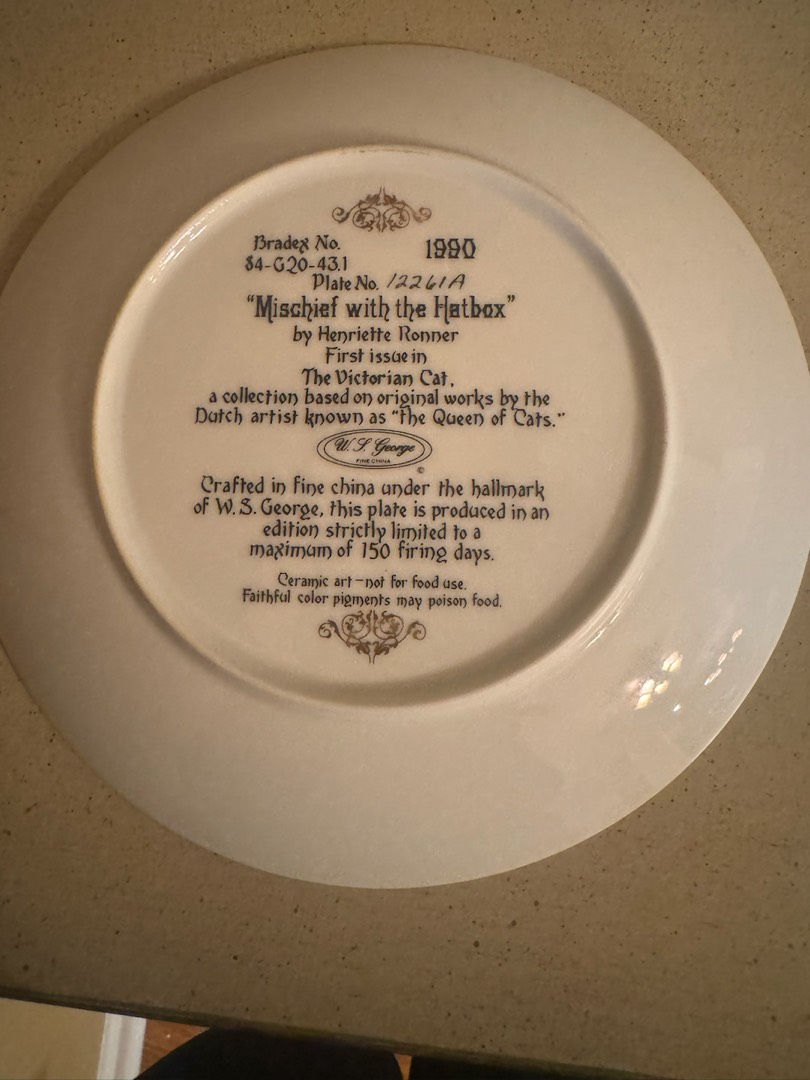 Bradex No.
84-G20-43.1
1990
Plate No. 12261A
"Mischief with the Hatbox"
by Henriette Ronner
First issue in
The Victorian Cat,
a collection based on original works by the
Dutch artist known as "the Queen of Cats."
W. S. George
FINE CHINA
©
Crafted in fine china under the hallmark
of W. S. George, this plate is produced in an
edition strictly limited to a
maximum of 150 firing days.
Ceramic art—not for food use.
Faithful color pigments may poison food.